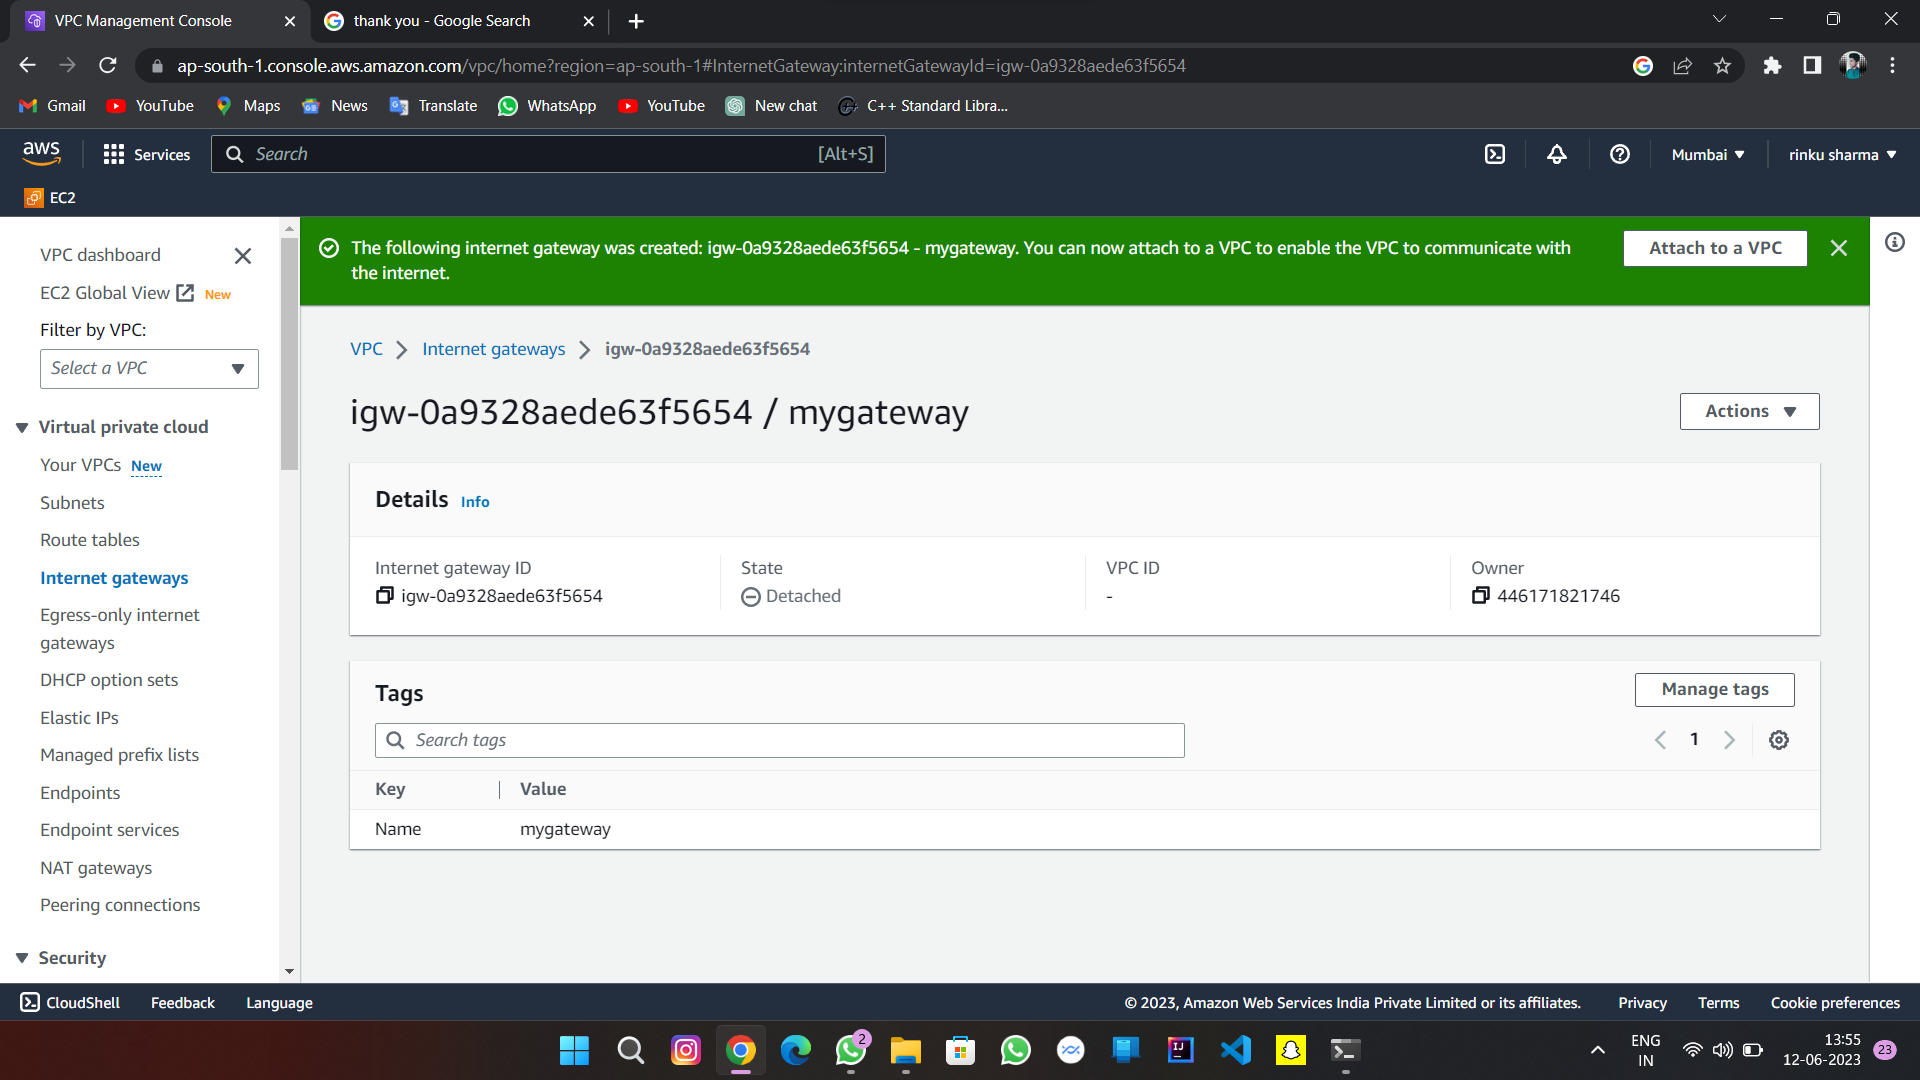 VPC Management Console
thank you - Google Search
ap-south-1.console.aws.amazon.com/vpc/home?region=ap-south-1#InternetGateway:internetGatewayId=igw-0a9328aede63f5654
Gmail YouTube Maps News Translate WhatsApp YouTube New chat C++ Standard Libra...
aws Services Search [Alt+S] Mumbai rinku sharma
EC2
VPC dashboard
EC2 Global View New
Filter by VPC:
Select a VPC
Virtual private cloud
Your VPCs New
Subnets
Route tables
Internet gateways
Egress-only internet
gateways
DHCP option sets
Elastic IPs
Managed prefix lists
Endpoints
Endpoint services
NAT gateways
Peering connections
Security
The following internet gateway was created: igw-0a9328aede63f5654 - mygateway. You can now attach to a VPC to enable the VPC to communicate with
the internet.
Attach to a VPC
VPC Internet gateways igw-0a9328aede63f5654
igw-0a9328aede63f5654 / mygateway
Actions
Details Info
Internet gateway ID
igw-0a9328aede63f5654
State
Detached
VPC ID
-
Owner
446171821746
Tags
Manage tags
Search tags
1
Key Value
Name mygateway
CloudShell Feedback Language © 2023, Amazon Web Services India Private Limited or its affiliates. Privacy Terms Cookie preferences
2
IJ
ENG
IN
13:55
12-06-2023
23